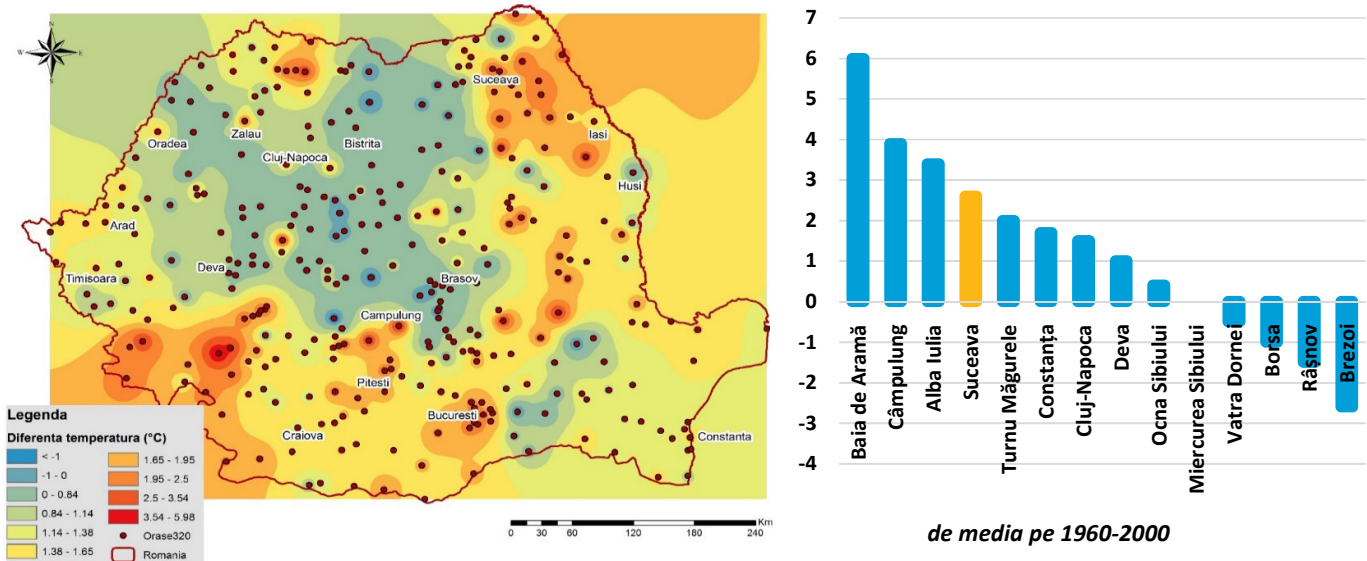 N
W
E
S
Suceava
Iasi
Oradea
Zalau
Cluj-Napoca
Bistrita
Husi
Arad
Timisoara
Deva
Brasov
Campulung
Pitesti
Bucuresti
Craiova
Constanta
Legenda
Diferenta temperatura (°C)
< -1
-1 - 0
0 - 0.84
0.84 - 1.14
1.14 - 1.38
1.38 - 1.65
1.65 - 1.95
1.95 - 2.5
2.5 - 3.54
3.54 - 5.98
Orase320
Romania
Km
0 15 30 60 120 180 240
7
6
5
4
3
2
1
0
-1
-2
-3
-4
Baia de Aramă
Câmpulung
Alba Iulia
Suceava
Turnu Măgurele
Constanța
Cluj-Napoca
Deva
Ocna Sibiului
Miercurea Sibiului
Vatra Dornei
Borșa
Râșnov
Brezoi
de media pe 1960-2000